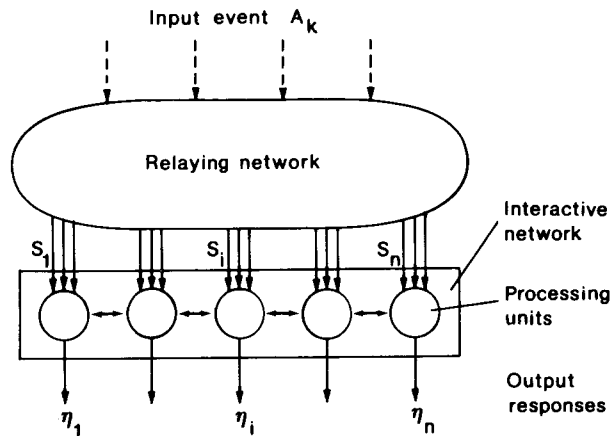 Input event A_k
Relaying network
S_1 S_i S_n
Interactive
network
Processing
units
Output
responses
η_1 η_i η_n